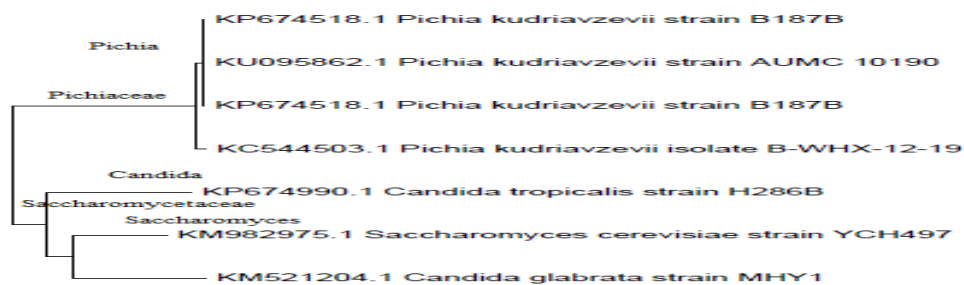 KP674518.1 Pichia kudriavzevii strain B187B
Pichia
KU095862.1 Pichia kudriavzevii strain AUMC 10190
Pichiaceae
KP674518.1 Pichia kudriavzevii strain B187B
KC544503.1 Pichia kudriavzevii isolate B-WHX-12-19
Candida
KP674990.1 Candida tropicalis strain H286B
Saccharomycetaceae
Saccharomyces
KM982975.1 Saccharomyces cerevisiae strain YCH497
KM521204.1 Candida glabrata strain MHY1